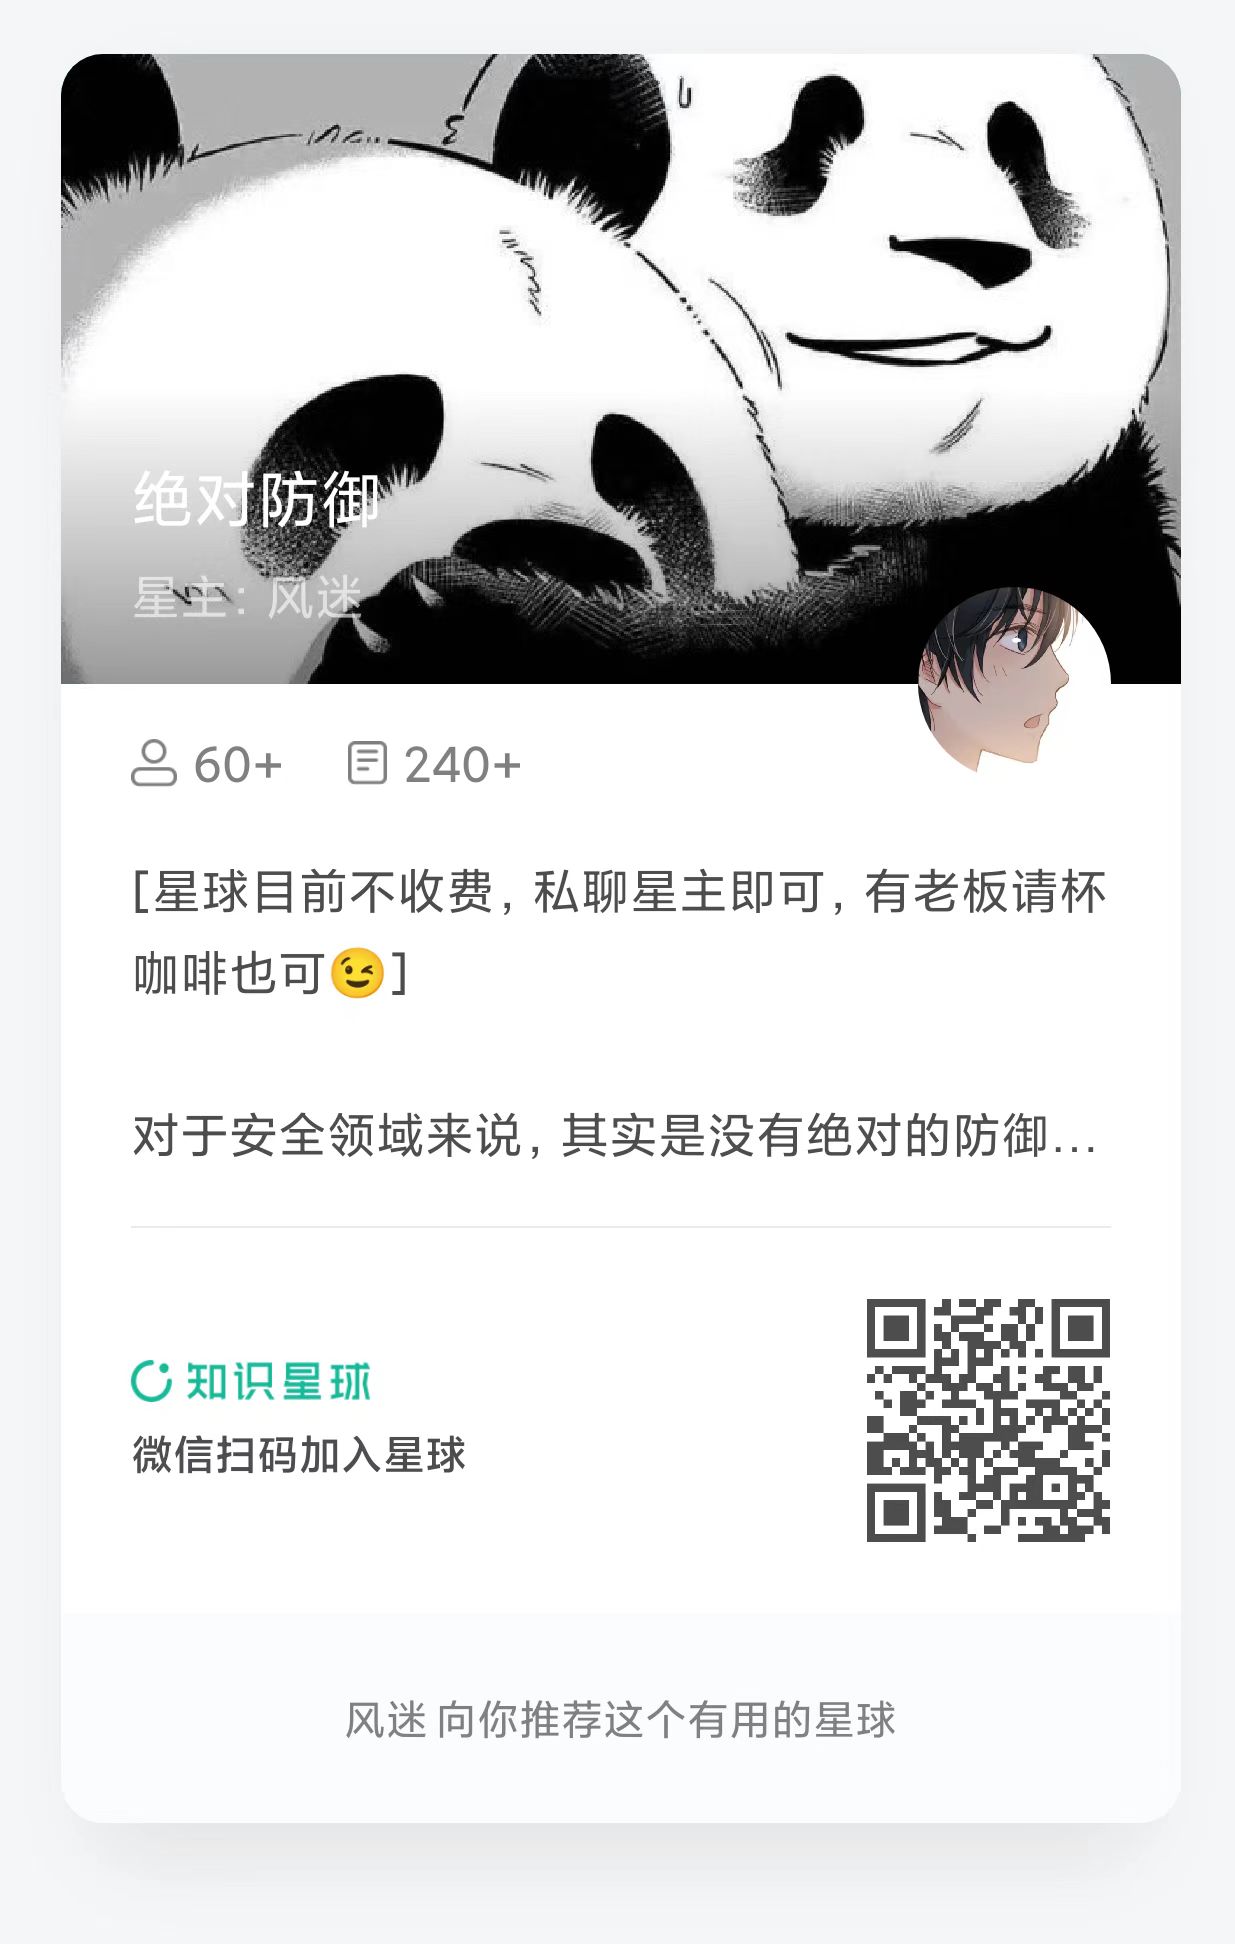 绝对防御
星主: 风迷
60+ 240+
[星球目前不收费, 私聊星主即可, 有老板请杯
咖啡也可😉]
对于安全领域来说, 其实是没有绝对的防御...
知识星球
微信扫码加入星球
风迷 向你推荐这个有用的星球